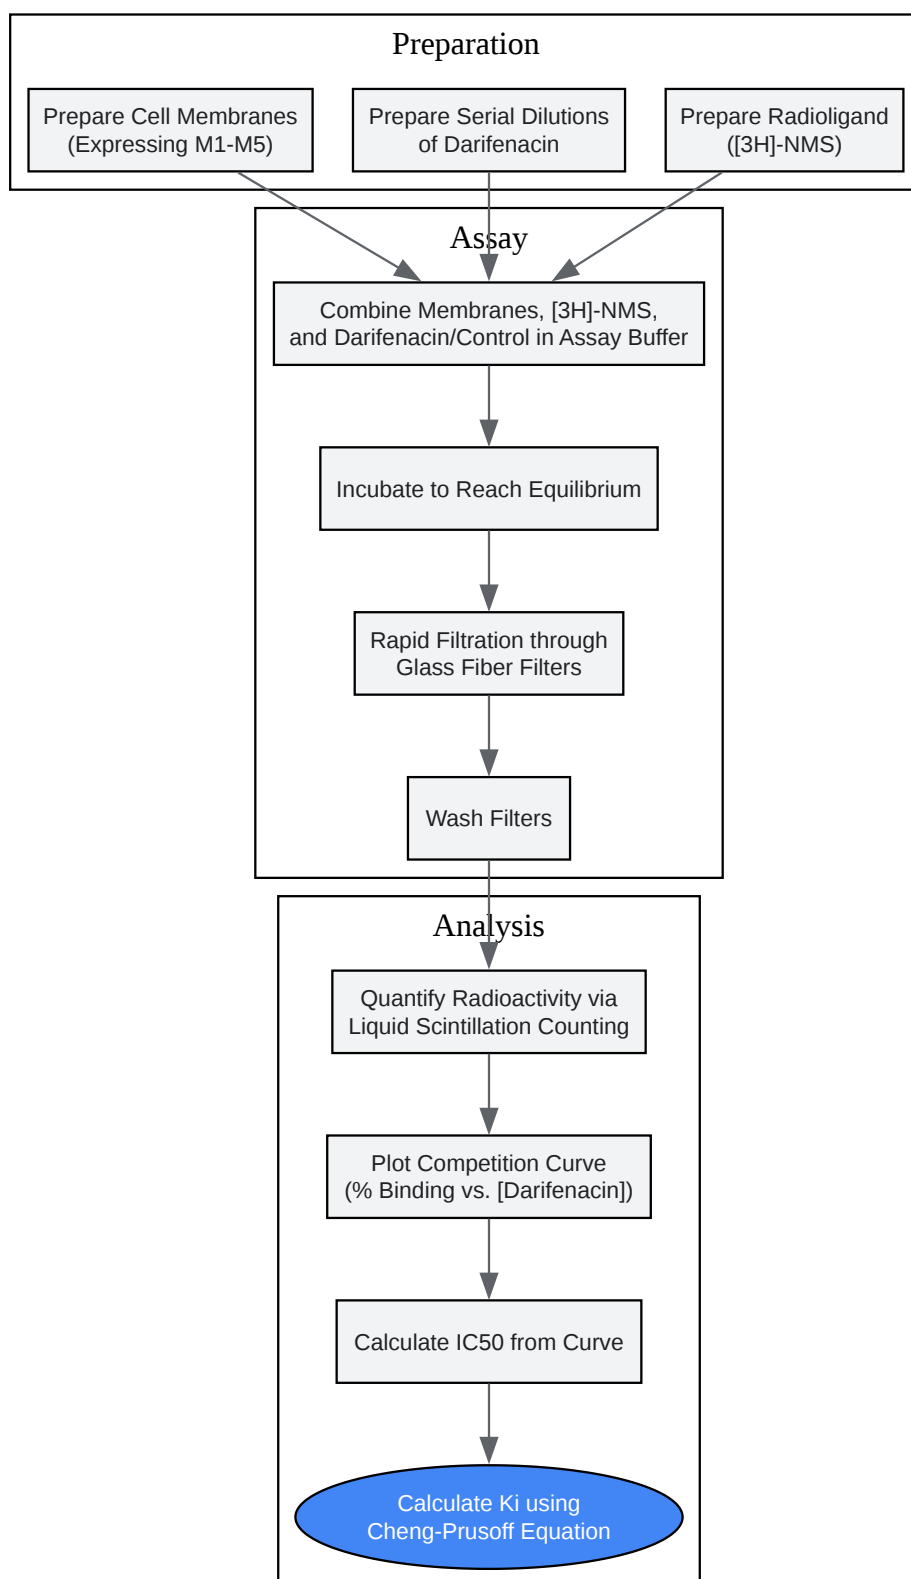 Preparation
Prepare Cell Membranes
(Expressing M1-M5)
Prepare Serial Dilutions
of Darifenacin
Prepare Radioligand
([3H]-NMS)
Assay
Combine Membranes, [3H]-NMS,
and Darifenacin/Control in Assay Buffer
Incubate to Reach Equilibrium
Rapid Filtration through
Glass Fiber Filters
Wash Filters
Analysis
Quantify Radioactivity via
Liquid Scintillation Counting
Plot Competition Curve
(% Binding vs. [Darifenacin])
Calculate IC50 from Curve
Calculate Ki using
Cheng-Prusoff Equation